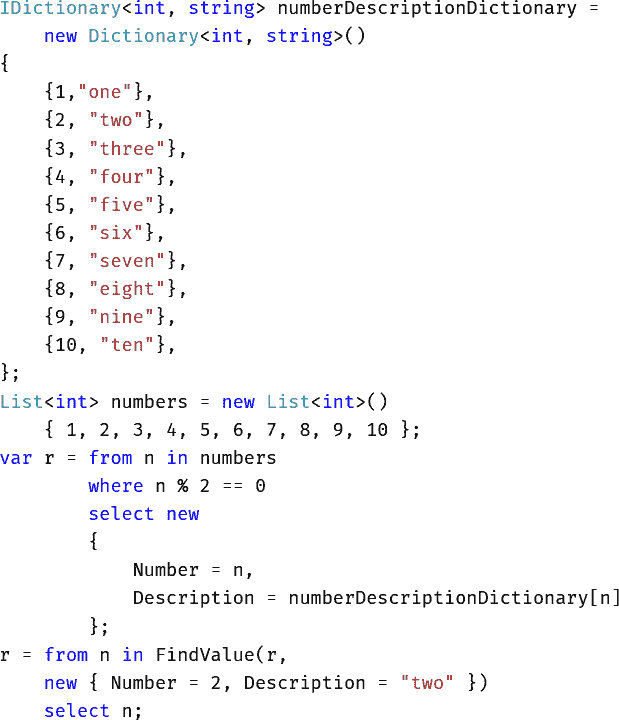 IDictionary<int, string> numberDescriptionDictionary =
    new Dictionary<int, string>()
{
    {1,"one"},
    {2, "two"},
    {3, "three"},
    {4, "four"},
    {5, "five"},
    {6, "six"},
    {7, "seven"},
    {8, "eight"},
    {9, "nine"},
    {10, "ten"},
};
List<int> numbers = new List<int>()
    { 1, 2, 3, 4, 5, 6, 7, 8, 9, 10 };
var r = from n in numbers
        where n % 2 == 0
        select new
        {
            Number = n,
            Description = numberDescriptionDictionary[n]
        };
r = from n in FindValue(r,
    new { Number = 2, Description = "two" })
    select n;